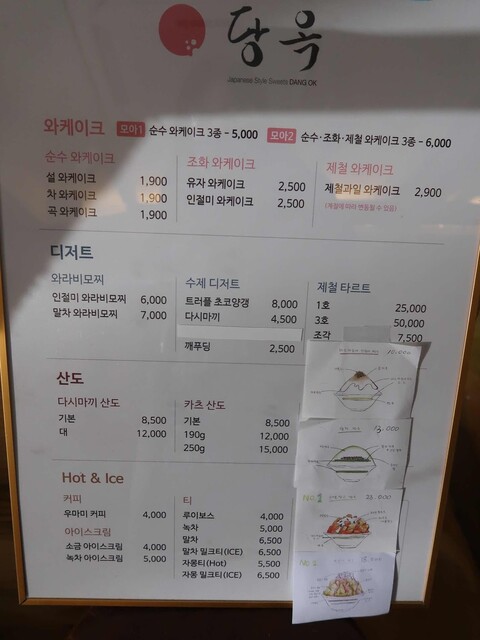 당옥
Japanese Style Sweets DANG OK
와케이크 모아1 순수 와케이크 3종 - 5,000 모아2 순수·조화·제철 와케이크 3종 - 6,000
순수 와케이크
설 와케이크 1,900
차 와케이크 1,900
곡 와케이크 1,900
조화 와케이크
유자 와케이크 2,500
인절미 와케이크 2,500
제철 와케이크
제철과일 와케이크 2,900
(제철에 따라 변동될 수 있음)
디저트
와라비모찌
인절미 와라비모찌 6,000
말차 와라비모찌 7,000
수제 디저트
트러플 초코양갱 8,000
다시마끼 4,500
깨푸딩 2,500
제철 타르트
1호 25,000
3호 50,000
조각 7,500
산도
다시마끼 산도
기본 8,500
대 12,000
카츠 산도
기본 8,500
190g 12,000
250g 15,000
Hot & Ice
커피
우마미 커피 4,000
아이스크림
소금 아이스크림 4,000
녹차 아이스크림 5,000
티
루이보스 4,000
녹차 5,000
말차 6,500
말차 밀크티(ICE) 6,500
자몽티(Hot) 5,500
자몽 밀크티(ICE) 6,500
13,000